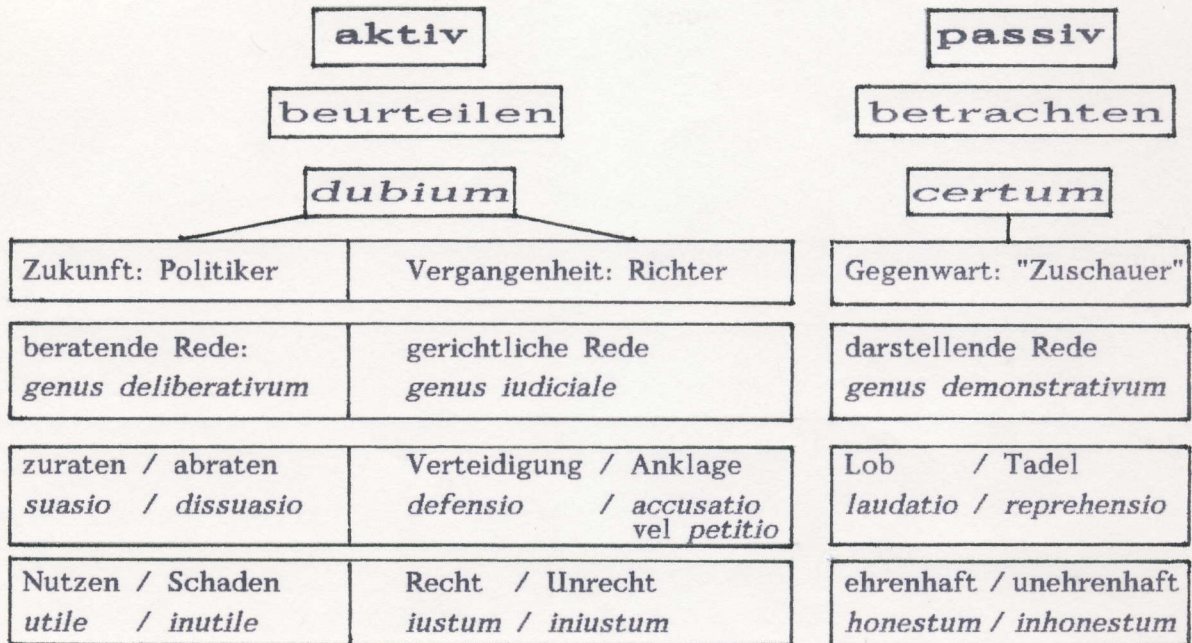 aktiv
passiv
beurteilen
betrachten
dubium
certum
Zukunft: Politiker
Vergangenheit: Richter
Gegenwart: "Zuschauer"
beratende Rede:
genus deliberativum
gerichtliche Rede
genus iudiciale
darstellende Rede
genus demonstrativum
zuraten / abraten
suasio / dissuasio
Verteidigung / Anklage
defensio / accusatio
vel petitio
Lob / Tadel
laudatio / reprehensio
Nutzen / Schaden
utile / inutile
Recht / Unrecht
iustum / iniustum
ehrenhaft / unehrenhaft
honestum / inhonestum